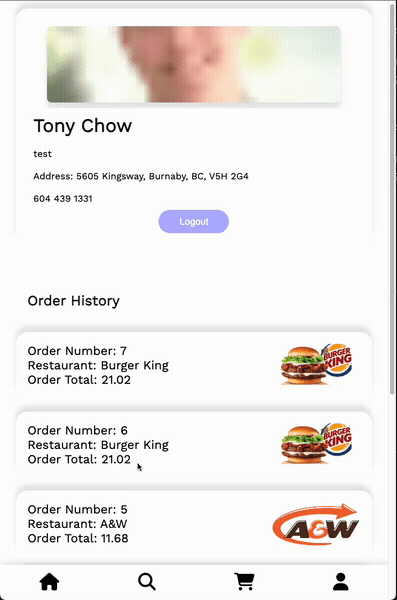 Tony Chow
test
Address: 5605 Kingsway, Burnaby, BC, V5H 2G4
604 439 1331
Logout
Order History
Order Number: 7
Restaurant: Burger King
Order Total: 21.02
BURGER
KING
Order Number: 6
Restaurant: Burger King
Order Total: 21.02
BURGER
KING
Order Number: 5
Restaurant: A&W
Order Total: 11.68
A&W